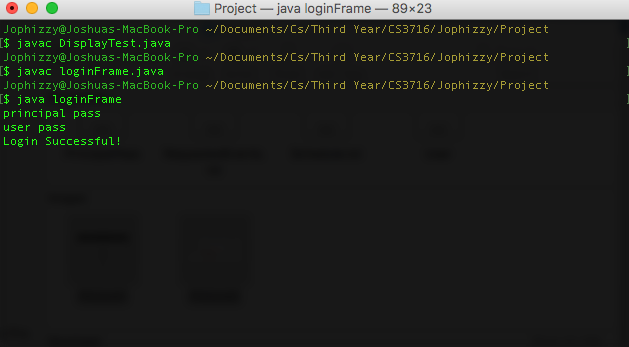 Project — java loginFrame — 89×23
Jophizzy@Joshuas-MacBook-Pro ~/Documents/Cs/Third Year/CS3716/Jophizzy/Project
[$ javac DisplayTest.java ]
Jophizzy@Joshuas-MacBook-Pro ~/Documents/Cs/Third Year/CS3716/Jophizzy/Project
[$ javac loginFrame.java ]
Jophizzy@Joshuas-MacBook-Pro ~/Documents/Cs/Third Year/CS3716/Jophizzy/Project
[$ java loginFrame ]
principal pass
user pass
Login Successful!